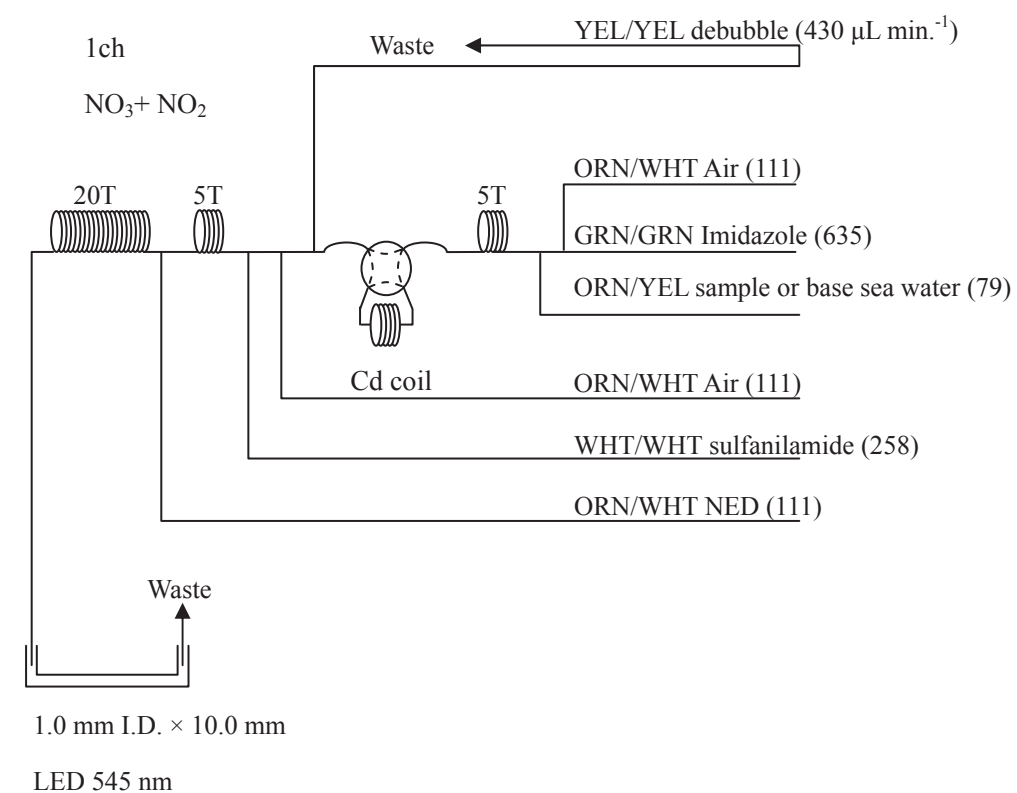 1ch
NO₃+ NO₂
Waste
YEL/YEL debubble (430 μL min.⁻¹)
ORN/WHT Air (111)
20T
5T
5T
GRN/GRN Imidazole (635)
ORN/YEL sample or base sea water (79)
Cd coil
ORN/WHT Air (111)
WHT/WHT sulfanilamide (258)
ORN/WHT NED (111)
Waste
1.0 mm I.D. × 10.0 mm
LED 545 nm